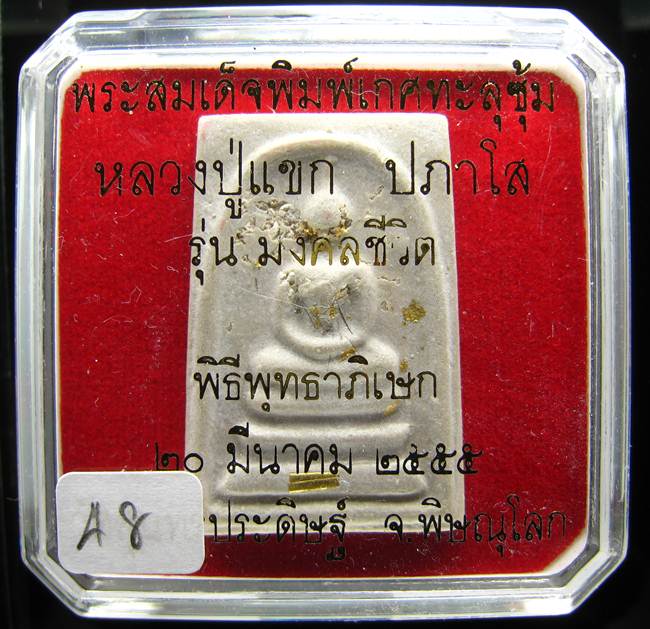 พระสมเด็จพิมพ์เกศทะลุซุ้ม
หลวงปู่แขก ปภาโส
รุ่น มงคลชีวิต
พิธีพุทธาภิเษก
๒๐ มีนาคม ๒๕๕๕
ประดิษฐ์ จ.พิษณุโลก
A8